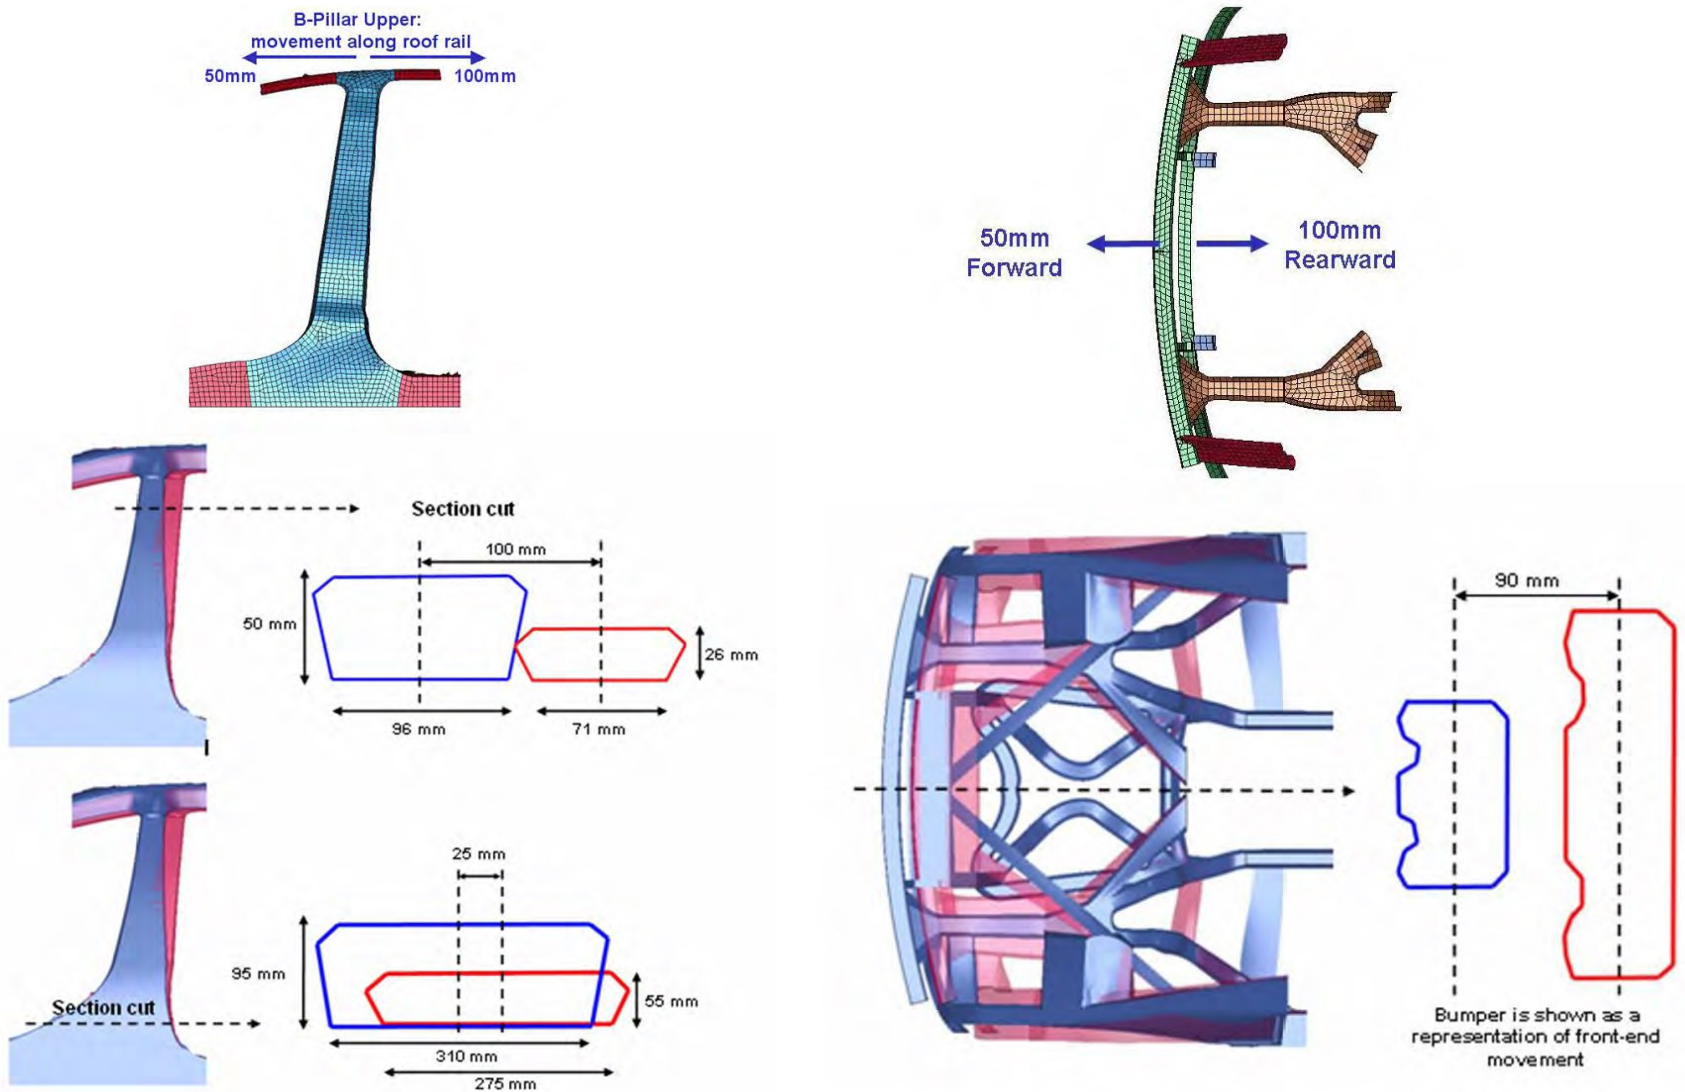 B-Pillar Upper:
movement along roof rail
50mm
100mm
50mm
Forward
100mm
Rearward
Section cut
100 mm
50 mm
26 mm
96 mm
71 mm
25 mm
95 mm
55 mm
Section cut
310 mm
275 mm
90 mm
Bumper is shown as a
representation of front-end
movement